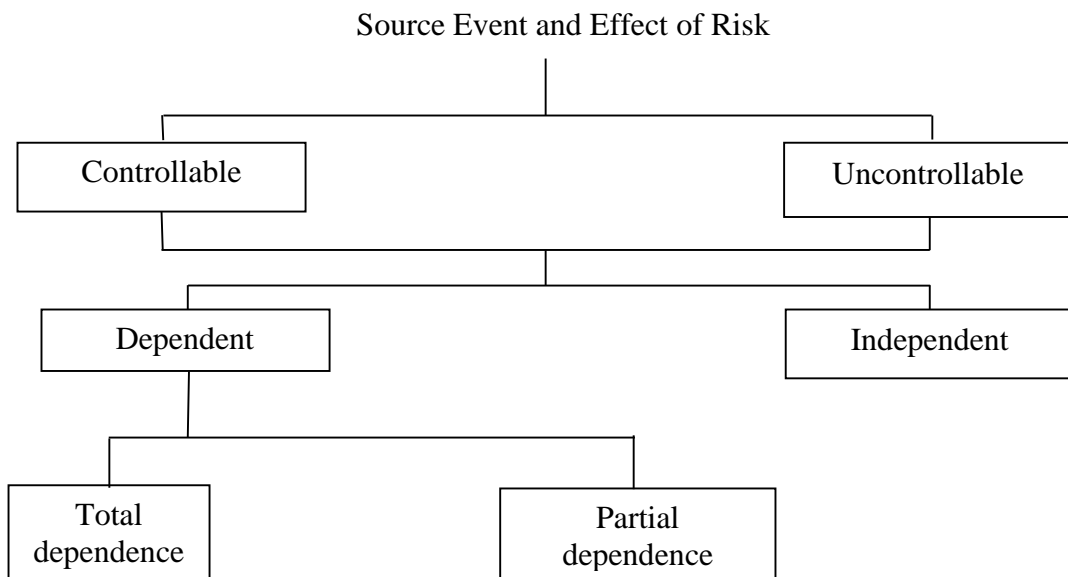 Source Event and Effect of Risk
Controllable
Uncontrollable
Dependent
Independent
Total
dependence
Partial
dependence